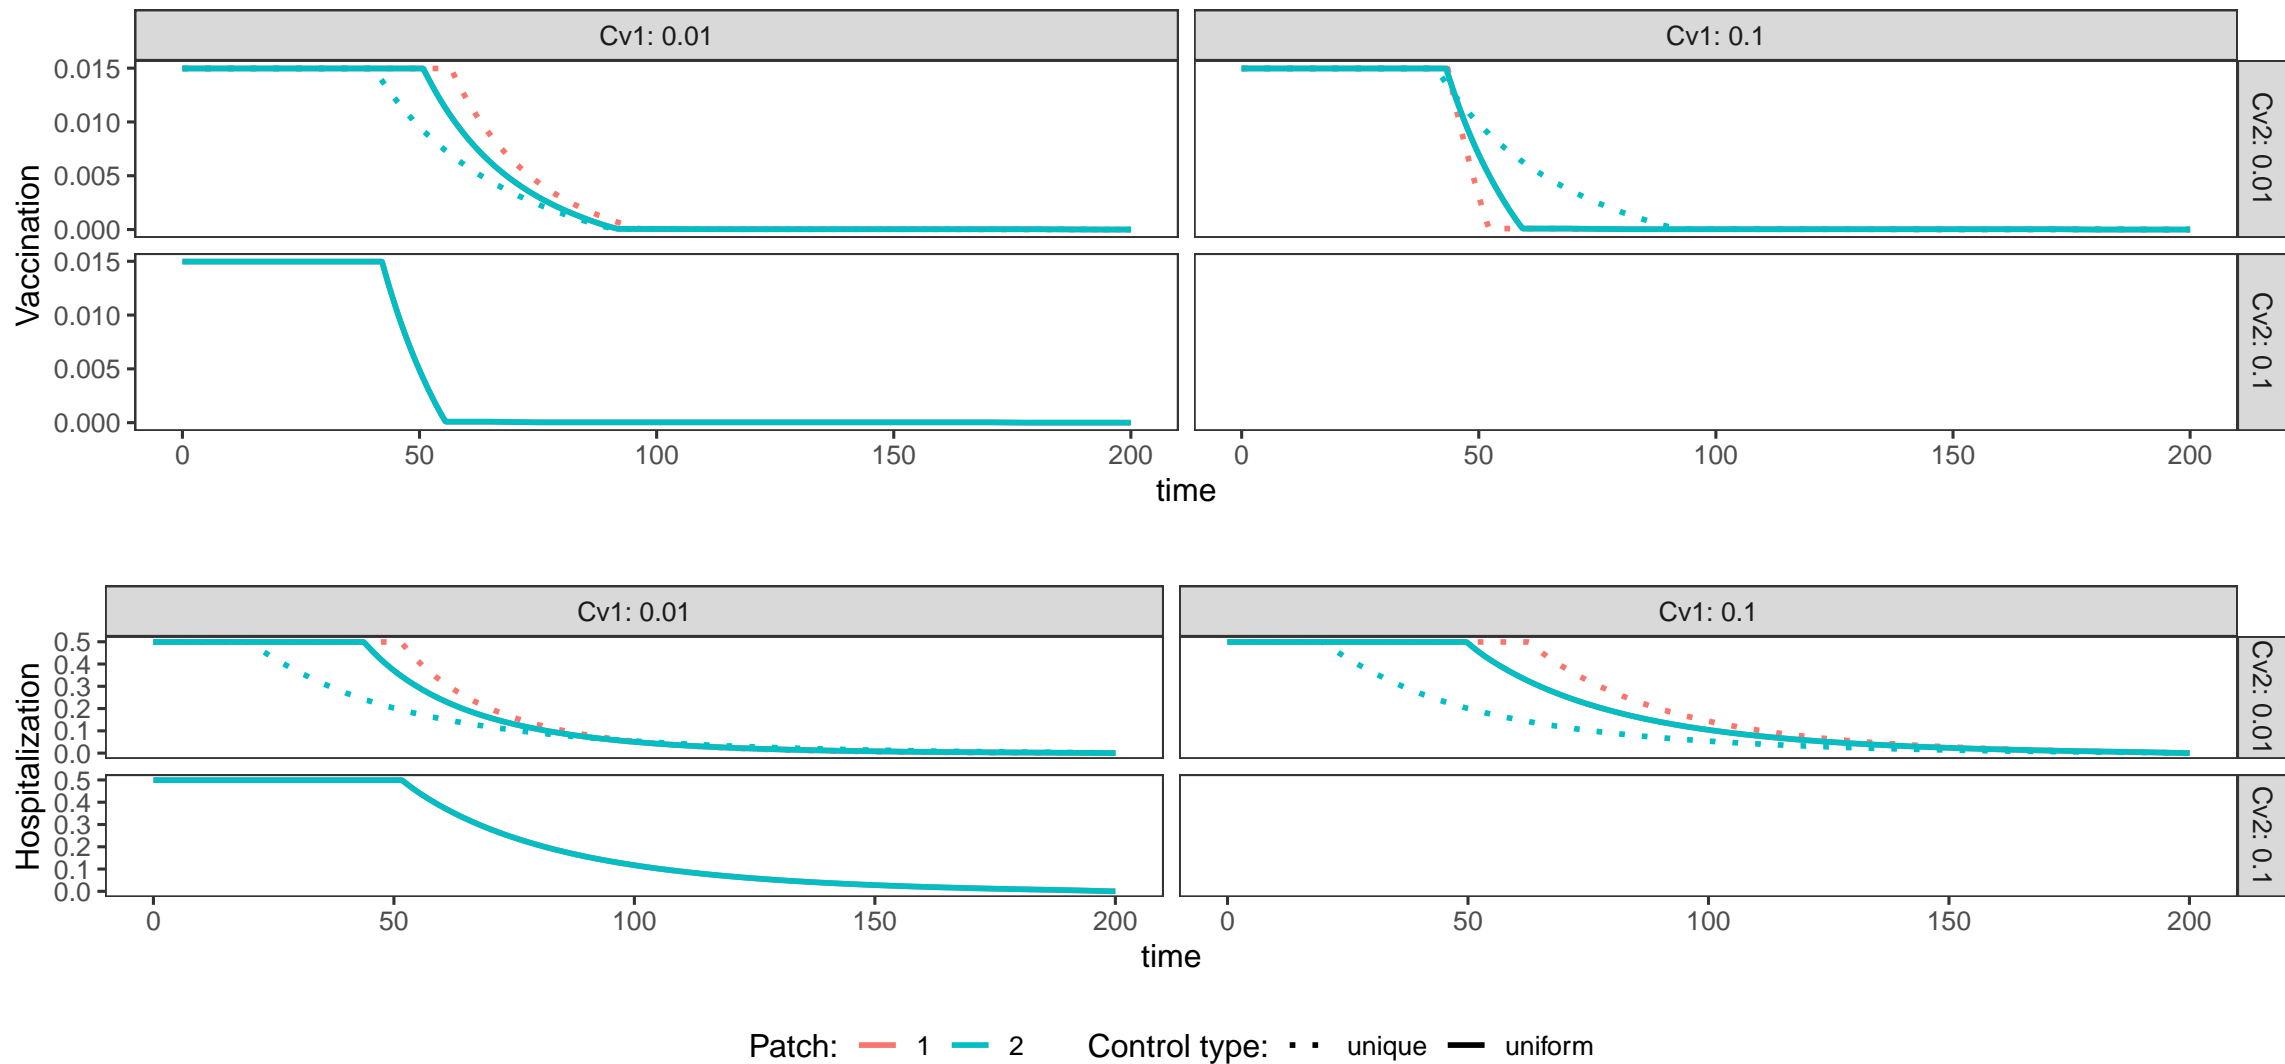 Cv1: 0.01 Cv1: 0.1
Vaccination
0.015
0.010
0.005
0.000
Cv2: 0.01
0.015
0.010
0.005
0.000
Cv2: 0.1
0 50 100 150 200 0 50 100 150 200
time
Cv1: 0.01 Cv1: 0.1
Hospitalization
0.5
0.4
0.3
0.2
0.1
0.0
Cv2: 0.01
0.5
0.4
0.3
0.2
0.1
0.0
Cv2: 0.1
0 50 100 150 200 0 50 100 150 200
time
Patch: 1 2 Control type: unique uniform